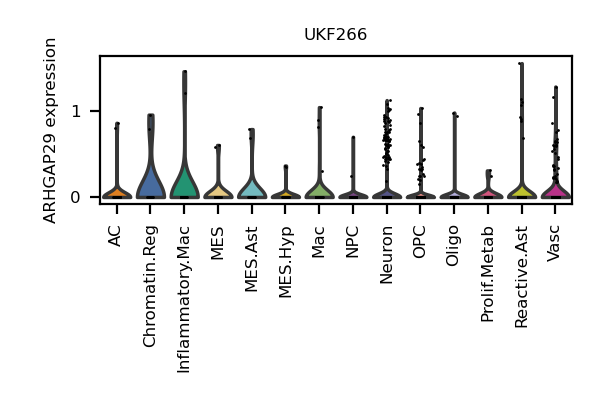 UKF266
ARHGAP29 expression
1
0
AC
Chromatin.Reg
Inflammatory.Mac
MES
MES.Ast
MES.Hyp
Mac
NPC
Neuron
OPC
Oligo
Prolif.Metab
Reactive.Ast
Vasc